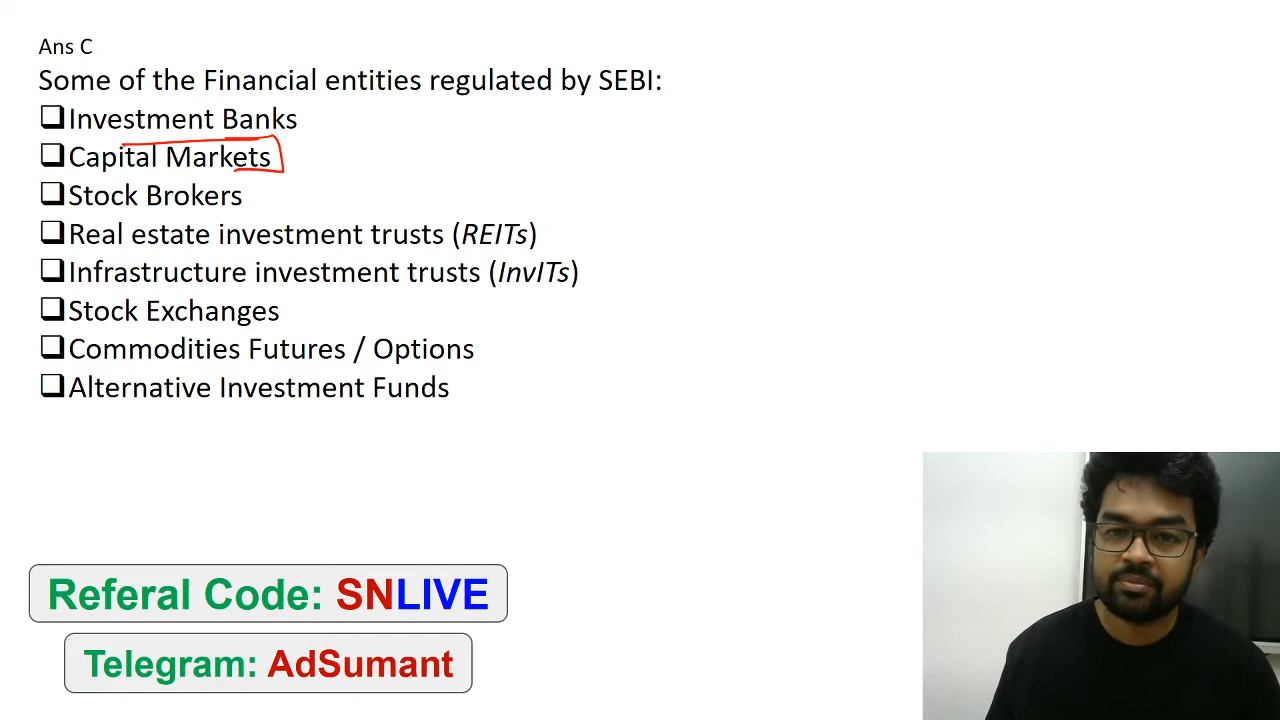 Ans C
Some of the Financial entities regulated by SEBI:
❑Investment Banks
❑Capital Markets
❑Stock Brokers
❑Real estate investment trusts (REITs)
❑Infrastructure investment trusts (InvITs)
❑Stock Exchanges
❑Commodities Futures / Options
❑Alternative Investment Funds
Referal Code: SNLIVE
Telegram: AdSumant